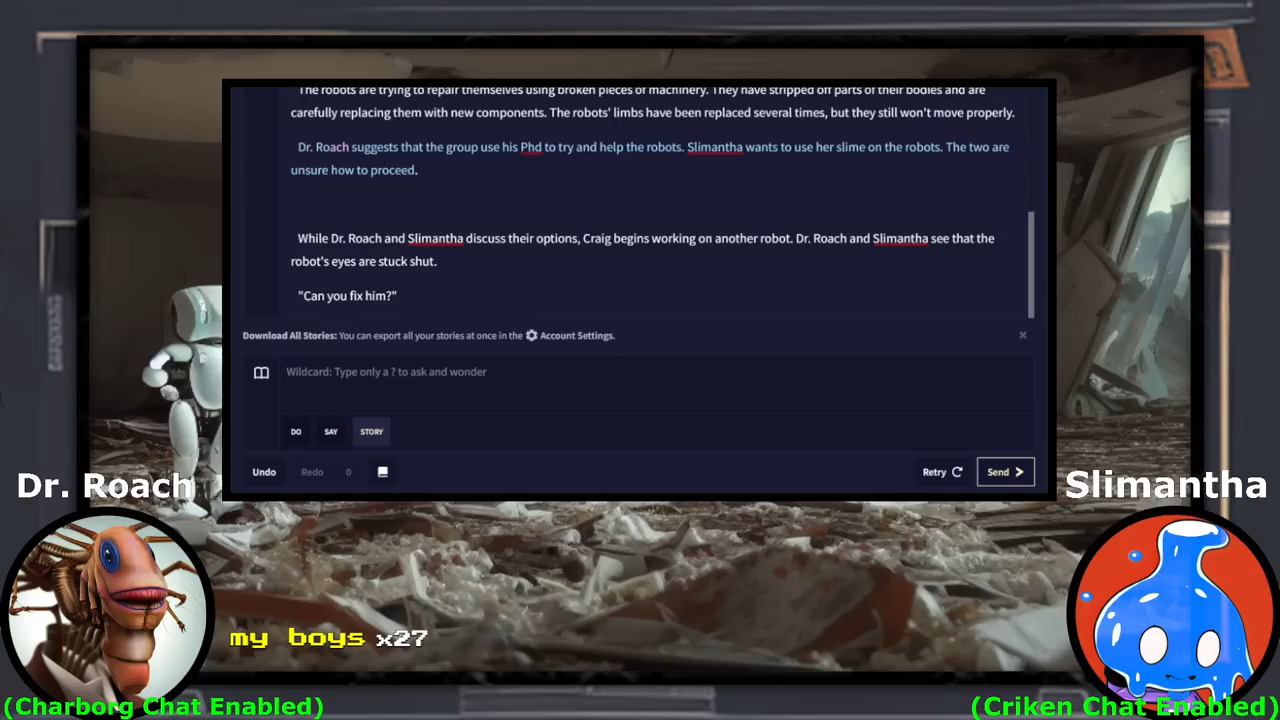 The robots are trying to repair themselves using broken pieces of machinery. They have stripped off parts of their bodies and are
carefully replacing them with new components. The robots' limbs have been replaced several times, but they still won't move properly.
Dr. Roach suggests that the group use his Phd to try and help the robots. Slimantha wants to use her slime on the robots. The two are
unsure how to proceed.
While Dr. Roach and Slimantha discuss their options, Craig begins working on another robot. Dr. Roach and Slimantha see that the
robot's eyes are stuck shut.
"Can you fix him?"
Download All Stories: You can export all your stories at once in the Account Settings.
×
Wildcard: Type only a ? to ask and wonder
DO SAY STORY
Undo Redo 0 Retry Send
Dr. Roach
Slimantha
my boys x27
(Charborg Chat Enabled)
(Criken Chat Enabled)